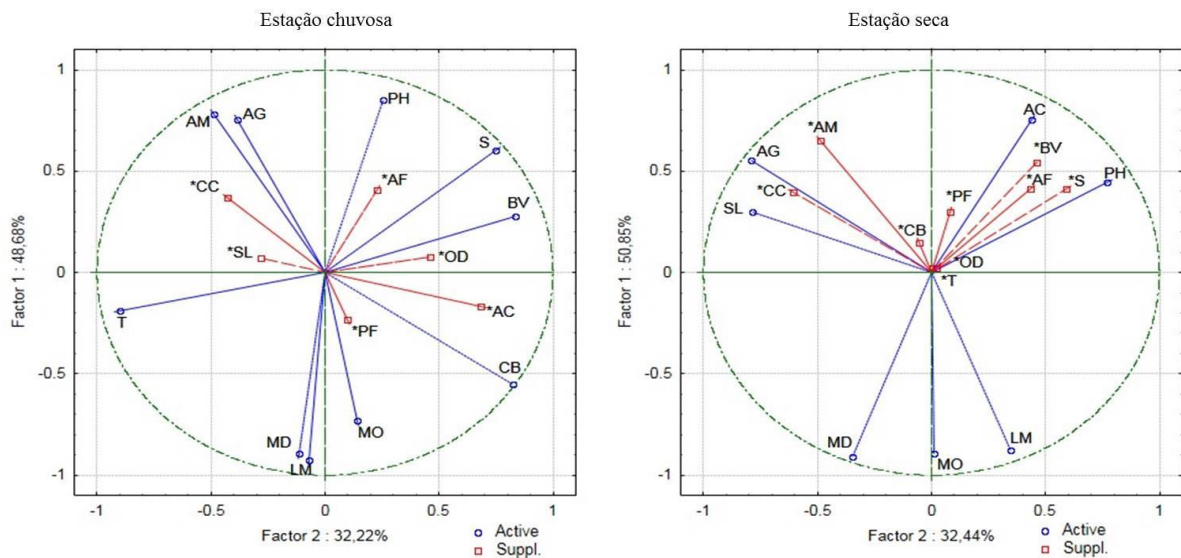 Estação chuvosa
1
0.5
0
-0.5
-1
-1
-0.5
0
0.5
1
Factor 1 : 48,68%
Factor 2 : 32,22%
AM
AG
PH
S
*CC
*AF
BV
*SL
*OD
T
*AC
*PF
CB
MD
LM
MO
Active
Suppl.
Estação seca
1
0.5
0
-0.5
-1
-1
-0.5
0
0.5
1
Factor 1 : 50,85%
Factor 2 : 32,44%
AC
*AM
AG
*BV
PH
*CC
*AF
*S
SL
*PF
*CB
*OD
*T
MD
MO
LM
Active
Suppl.